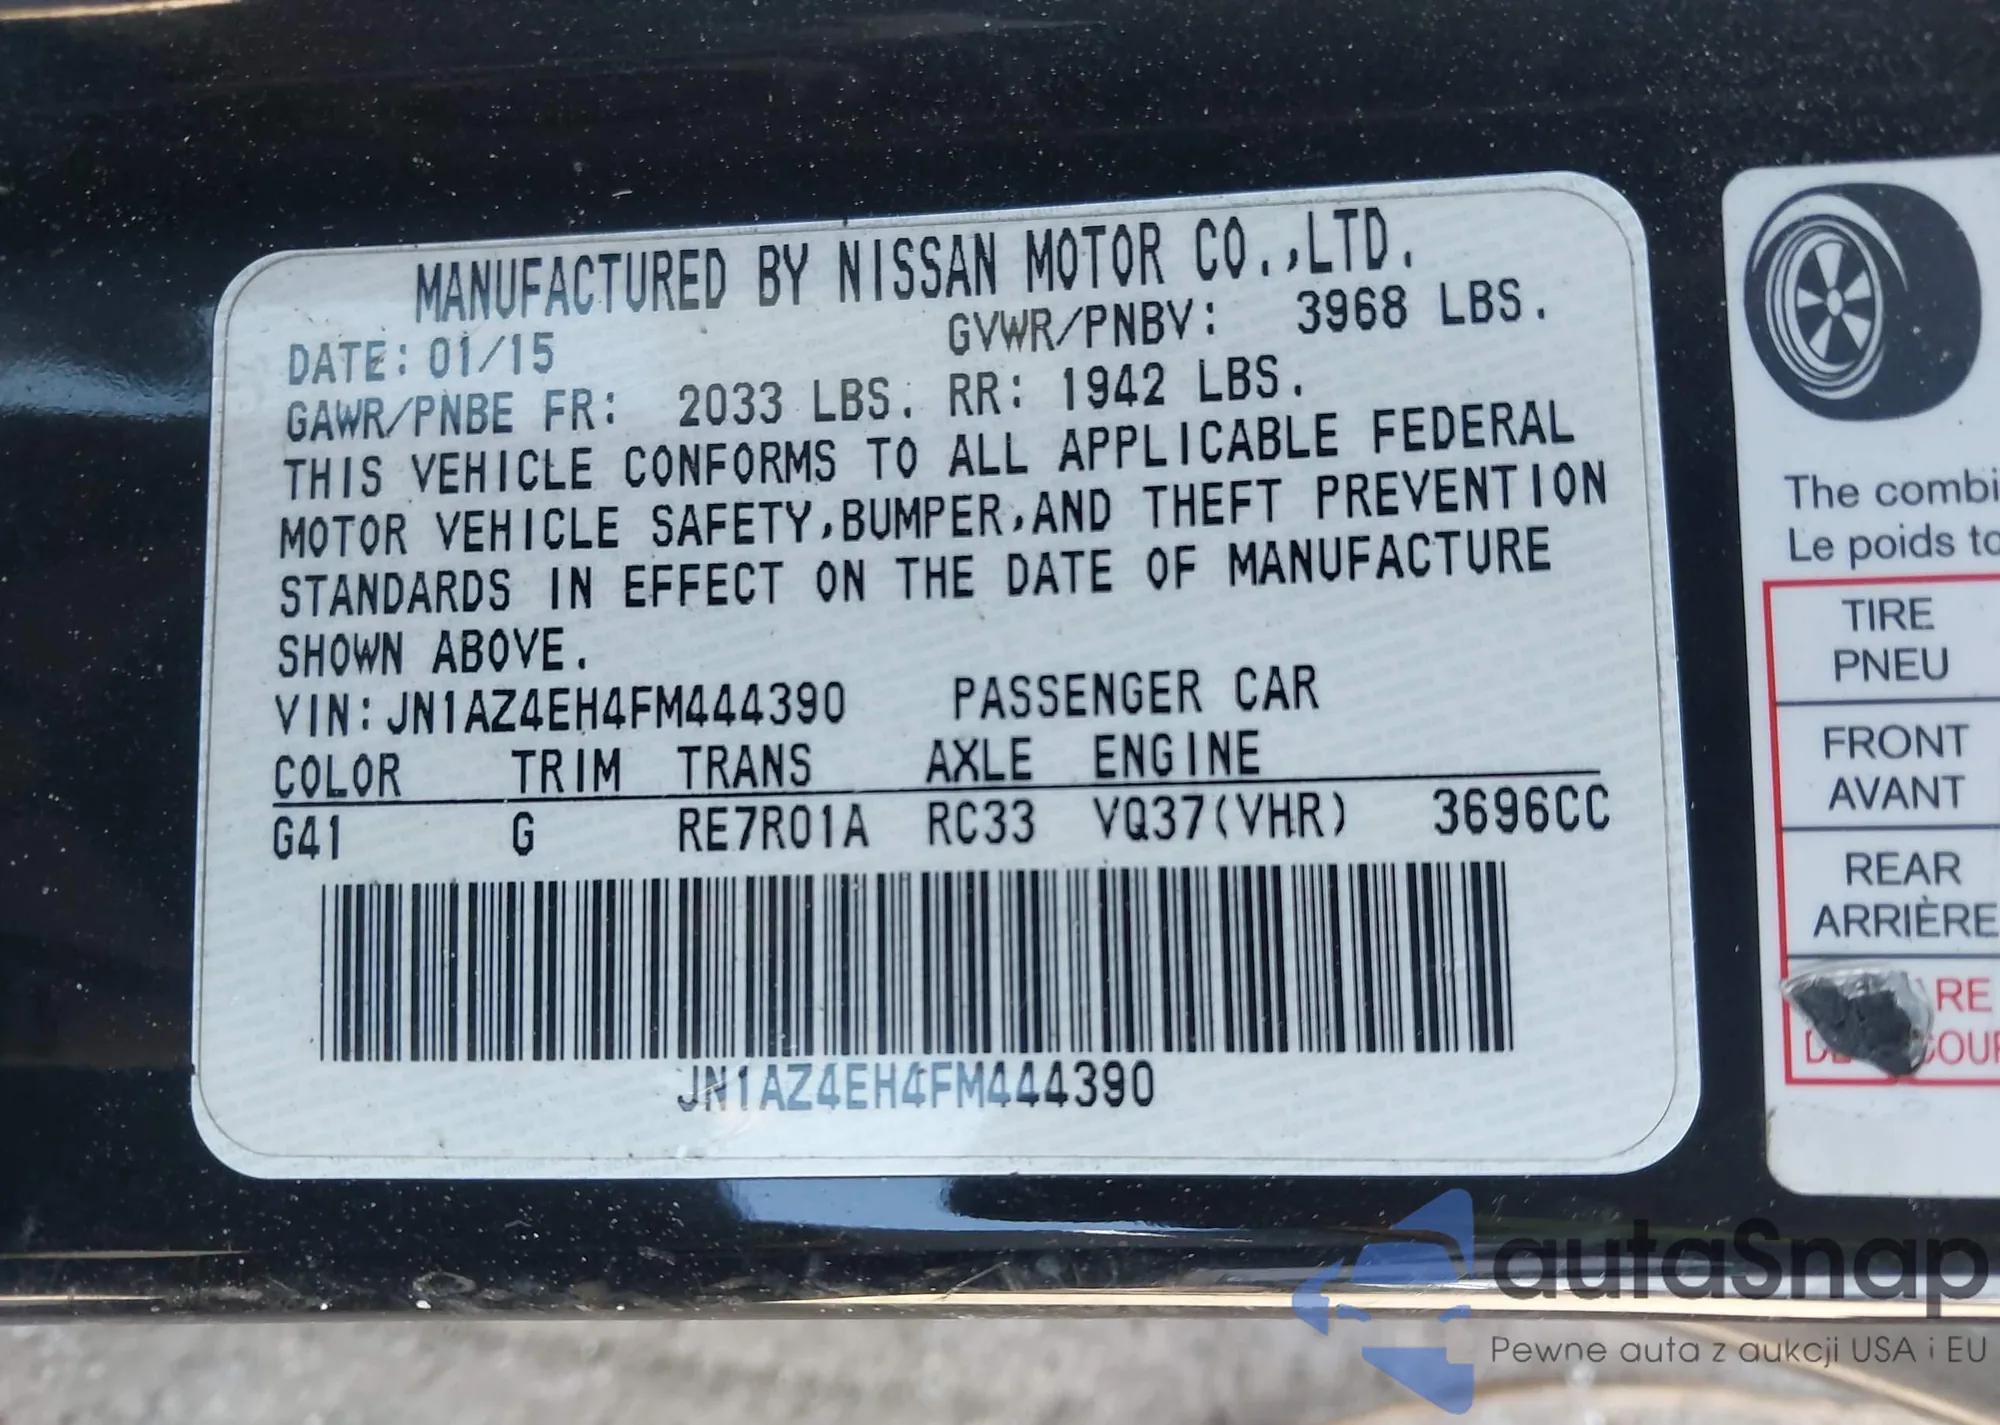 MANUFACTURED BY NISSAN MOTOR CO.,LTD.
DATE: 01/15 GVWR/PNBV: 3968 LBS.
GAWR/PNBE FR: 2033 LBS. RR: 1942 LBS.
THIS VEHICLE CONFORMS TO ALL APPLICABLE FEDERAL
MOTOR VEHICLE SAFETY,BUMPER,AND THEFT PREVENTION
STANDARDS IN EFFECT ON THE DATE OF MANUFACTURE
SHOWN ABOVE.
VIN:JN1AZ4EH4FM444390 PASSENGER CAR
COLOR TRIM TRANS AXLE ENGINE
G41 G RE7R01A RC33 VQ37(VHR) 3696CC
JN1AZ4EH4FM444390
The combi
Le poids to
TIRE
PNEU
FRONT
AVANT
REAR
ARRIÈRE
autaSnap
Pewne auta z aukcji USA i EU